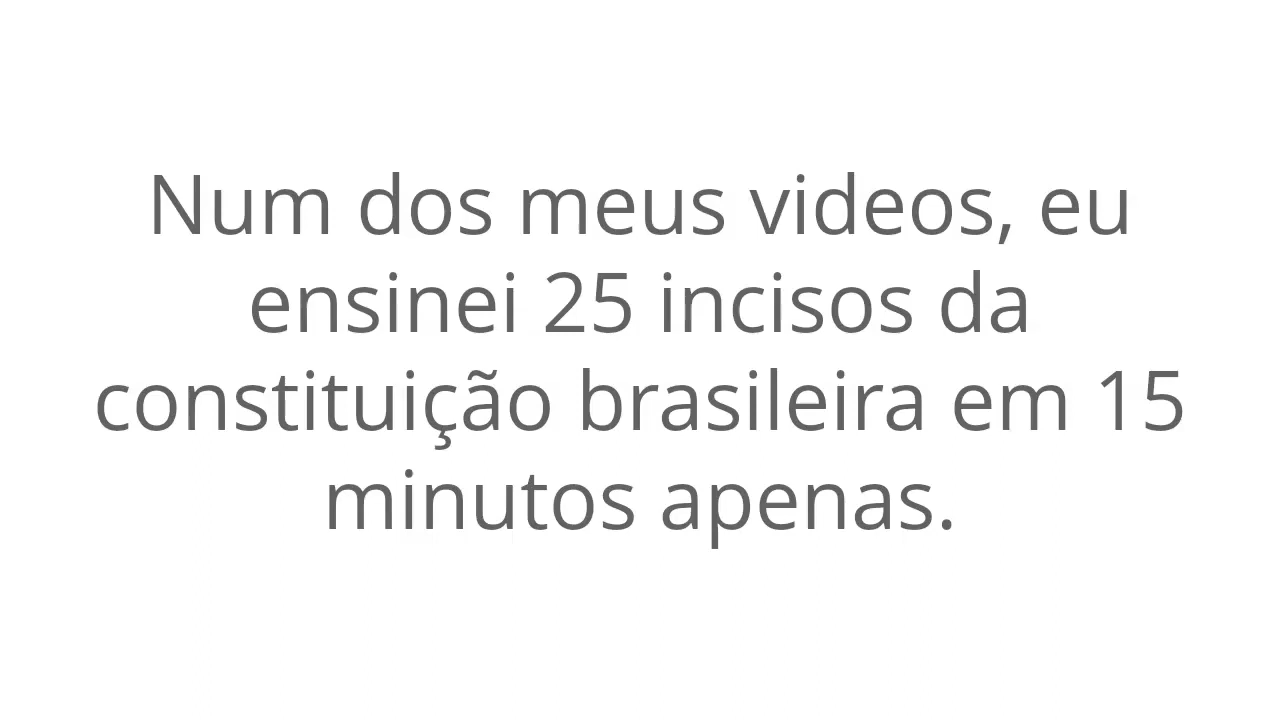 Num dos meus videos, eu
ensinei 25 incisos da
constituição brasileira em 15
minutos apenas.